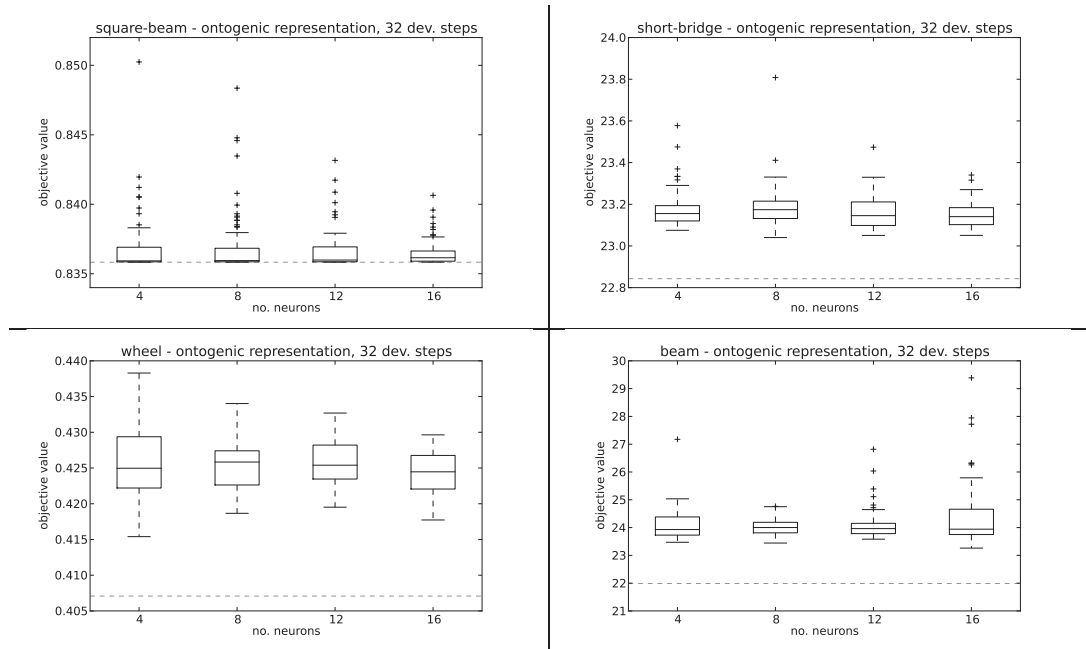 square-beam - ontogenic representation, 32 dev. steps
0.850
0.845
0.840
0.835
objective value
4 8 12 16
no. neurons
short-bridge - ontogenic representation, 32 dev. steps
24.0
23.8
23.6
23.4
23.2
23.0
22.8
objective value
4 8 12 16
no. neurons
wheel - ontogenic representation, 32 dev. steps
0.440
0.435
0.430
0.425
0.420
0.415
0.410
0.405
objective value
4 8 12 16
no. neurons
beam - ontogenic representation, 32 dev. steps
30
29
28
27
26
25
24
23
22
21
objective value
4 8 12 16
no. neurons